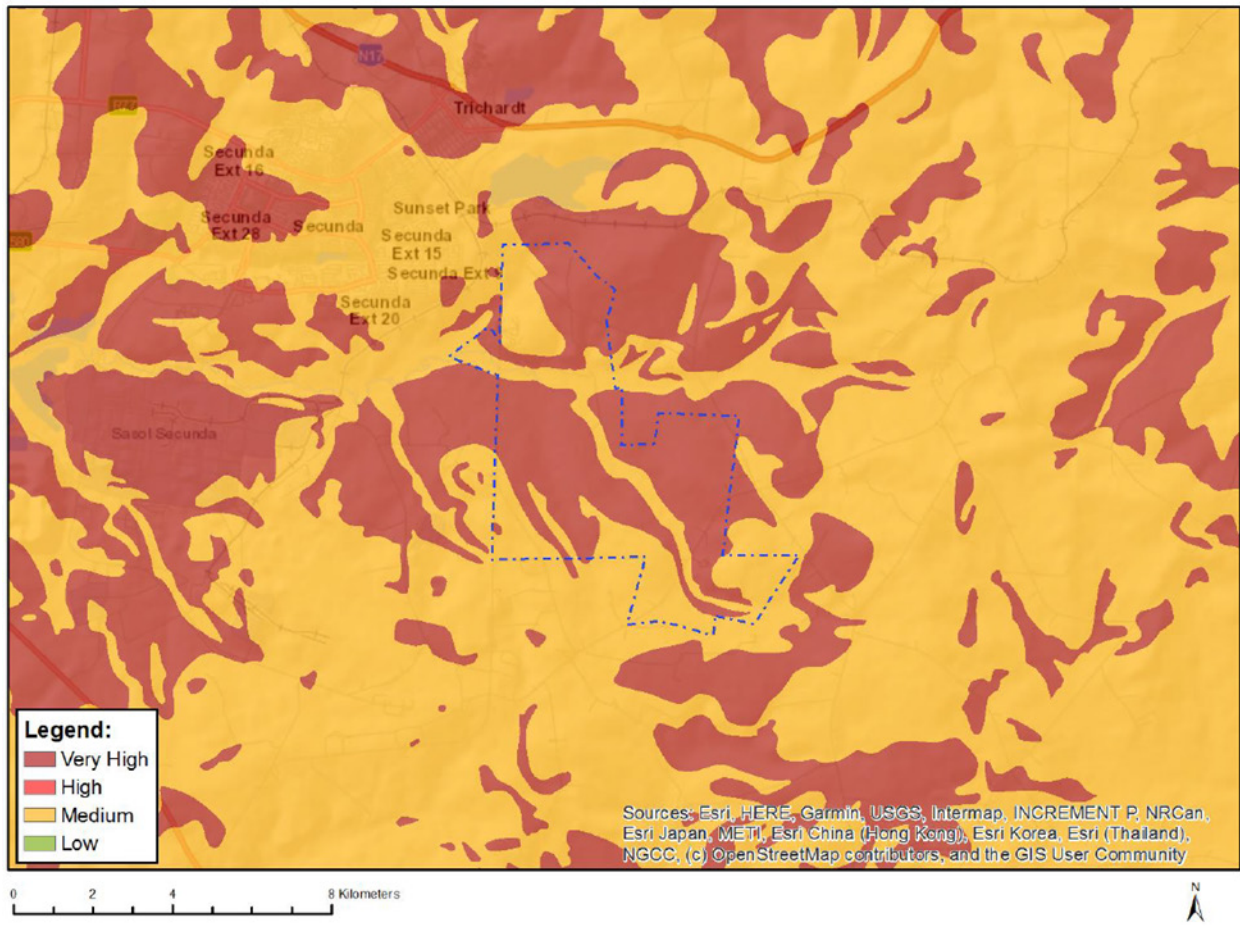 N17
Trichardt
Secunda
Ext 16
Sunset Park
Secunda
Ext 28
Secunda
Secunda
Ext 15
Secunda Ext
Secunda
Ext 20
Sasol Secunda
Legend:
Very High
High
Medium
Low
Sources: Esri, HERE, Garmin, USGS, Intermap, INCREMENT P, NRCan,
Esri Japan, METI, Esri China (Hong Kong), Esri Korea, Esri (Thailand),
NGCC, (c) OpenStreetMap contributors, and the GIS User Community
0 2 4 8 Kilometers
N